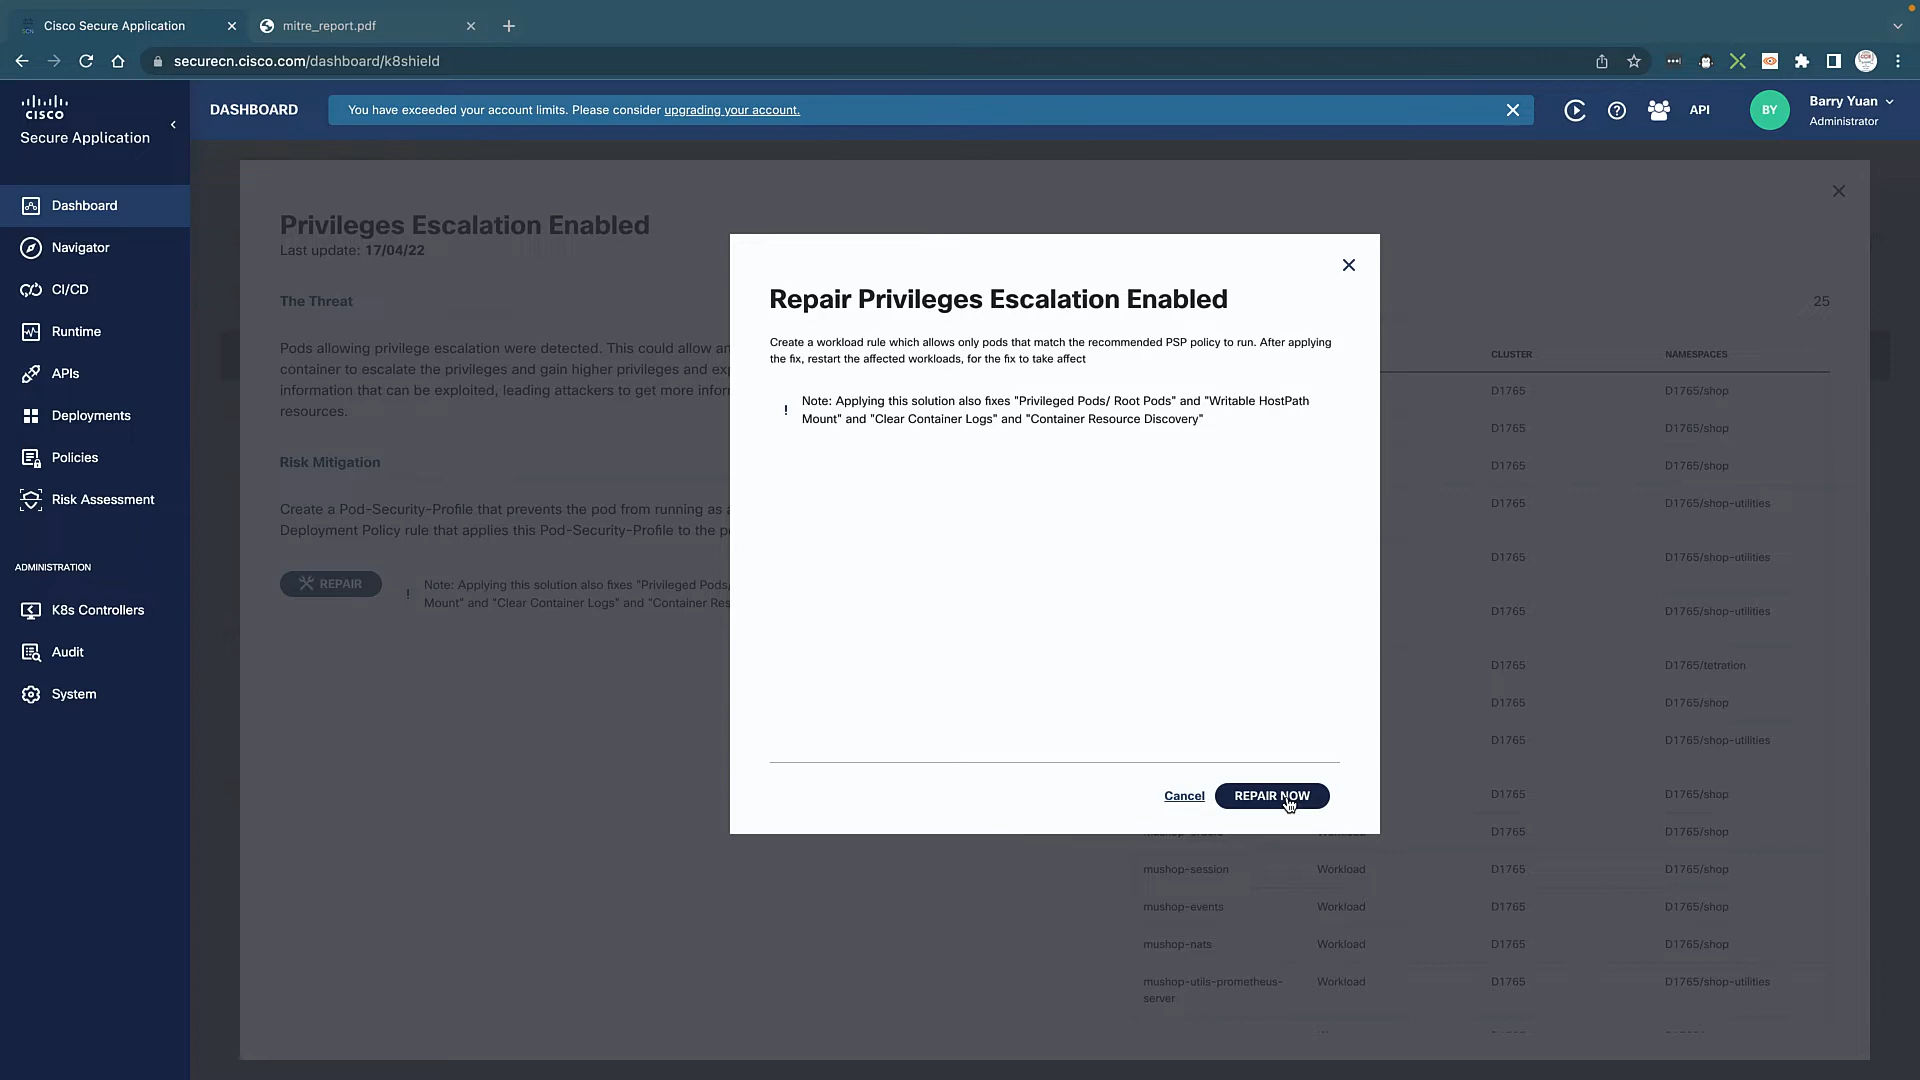 Cisco Secure Application
mitre_report.pdf
securecn.cisco.com/dashboard/k8shield
CISCO
Secure Application
DASHBOARD
You have exceeded your account limits. Please consider upgrading your account.
API
BY
Barry Yuan
Administrator
Dashboard
Navigator
CI/CD
Runtime
APIs
Deployments
Policies
Risk Assessment
ADMINISTRATION
K8s Controllers
Audit
System
Privileges Escalation Enabled
Last update: 17/04/22
The Threat
Pods allowing privilege escalation were detected. This could allow
container to escalate the privileges and gain higher privileges and
information that can be exploited, leading attackers to get more
resources.
Risk Mitigation
Create a Pod-Security-Profile that prevents the pod from running as
Deployment Policy rule that applies this Pod-Security-Profile to the
REPAIR
! Note: Applying this solution also fixes "Privileged Pods/
Mount" and "Clear Container Logs" and "Container
Repair Privileges Escalation Enabled
Create a workload rule which allows only pods that match the recommended PSP policy to run. After applying
the fix, restart the affected workloads, for the fix to take affect
! Note: Applying this solution also fixes "Privileged Pods/ Root Pods" and "Writable HostPath
Mount" and "Clear Container Logs" and "Container Resource Discovery"
Cancel
REPAIR NOW
25
CLUSTER NAMESPACES
D1765 D1765/shop
D1765 D1765/shop
D1765 D1765/shop
D1765 D1765/shop-utilities
D1765 D1765/shop-utilities
D1765 D1765/shop-utilities
D1765 D1765/tetration
D1765 D1765/shop
D1765 D1765/shop-utilities
D1765 D1765/shop
D1765 D1765/shop
mushop-session Workload D1765 D1765/shop
mushop-events Workload D1765 D1765/shop
mushop-nats Workload D1765 D1765/shop
mushop-utils-prometheus- Workload D1765 D1765/shop-utilities
server